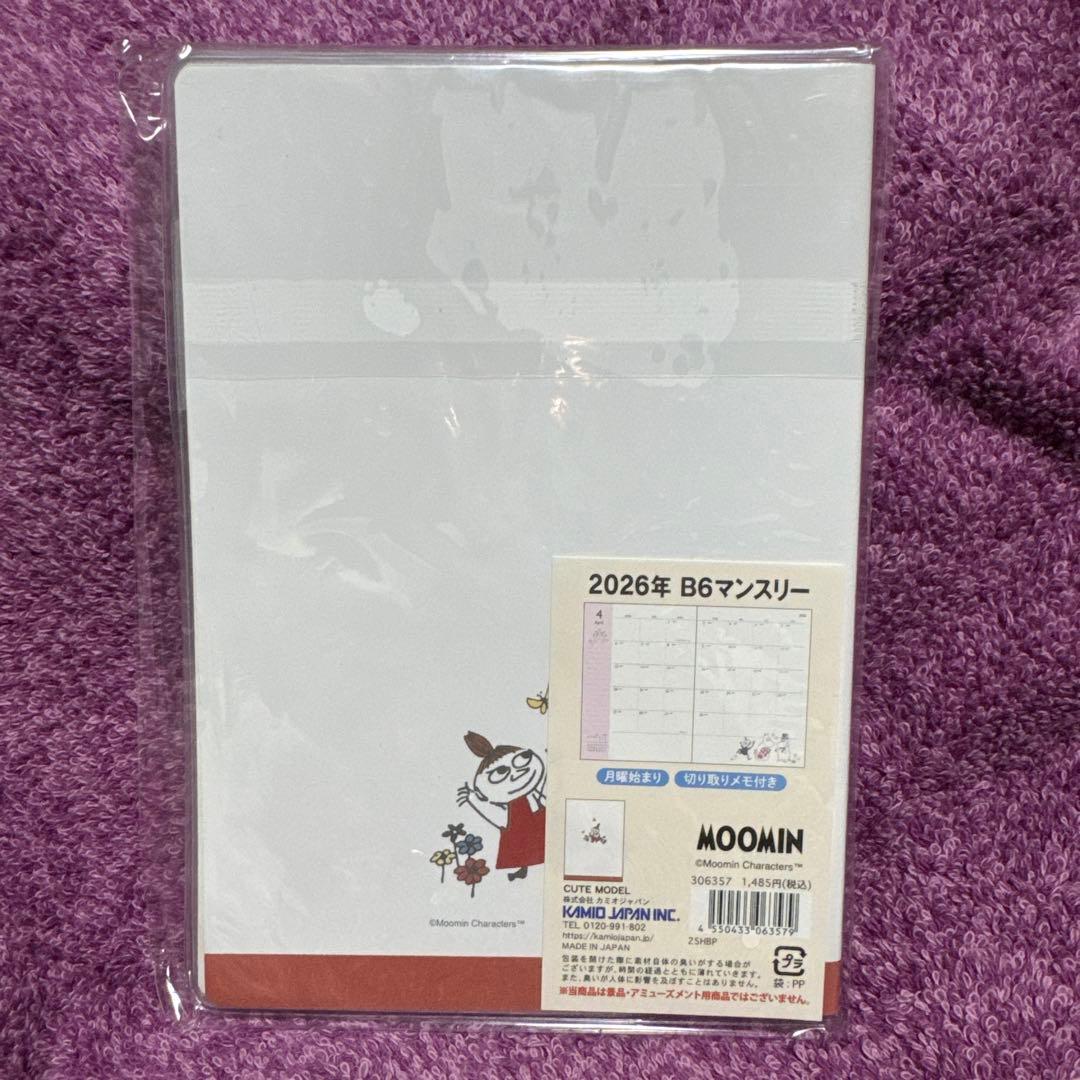 2026年 B6マンスリー
4
April
月曜始まり
切り取りメモ付き
MOOMIN
©Moomin Characters™
306357 1,485円(税込)
CUTE MODEL
株式会社 カミオジャパン
KAMIO JAPAN INC.
TEL 0120-991-802
https://kamiojapan.jp/
MADE IN JAPAN
4 550433 063579
2SHBP
包装を開けた際に素材自体の臭いがする場合が
ございますが、時間の経過とともに薄れていきます。
また、臭いが人体に影響を及ぼすことはありません。
プラ
袋:PP
※当商品は景品・アミューズメント用商品ではございません。
©Moomin Characters™